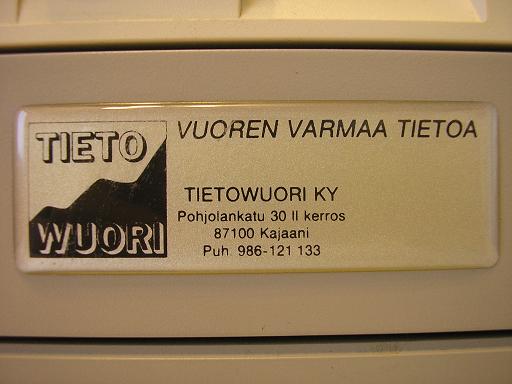 TIETO
WUORI
VUOREN VARMAA TIETOA
TIETOWUORI KY
Pohjolankatu 30 II kerros
87100 Kajaani
Puh. 986-121 133